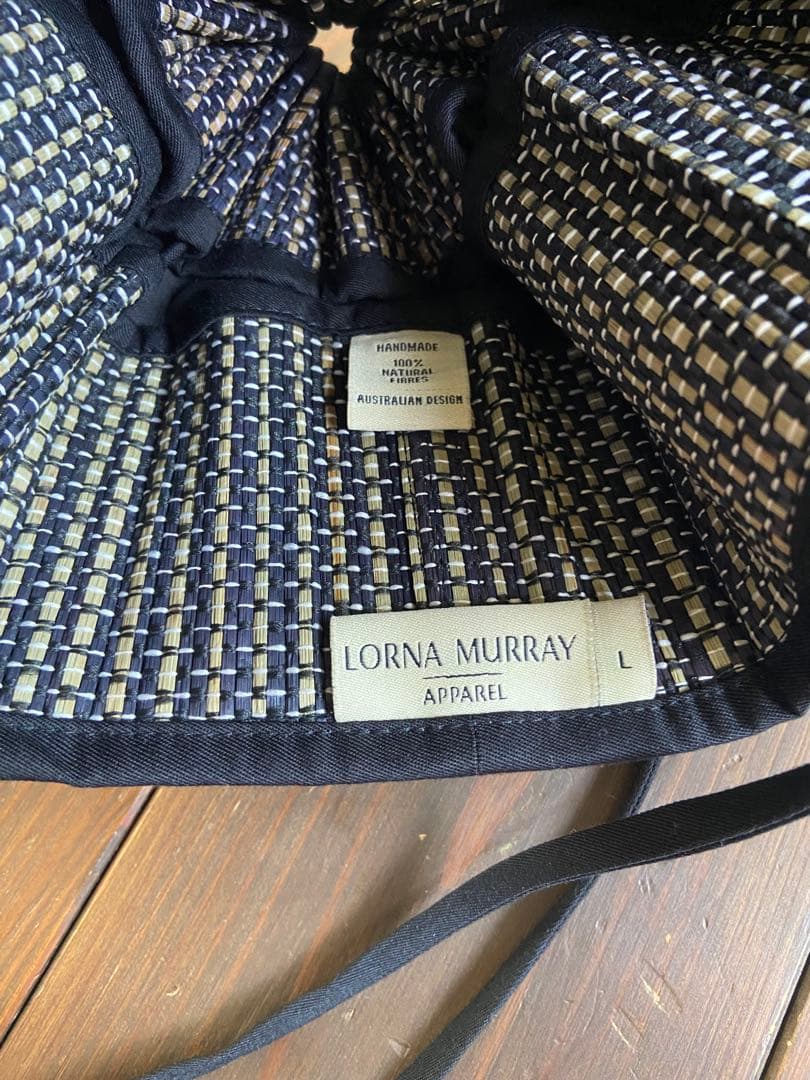 HANDMADE
100%
NATURAL
FIBRES
AUSTRALIAN DESIGN
LORNA MURRAY
APPAREL
L